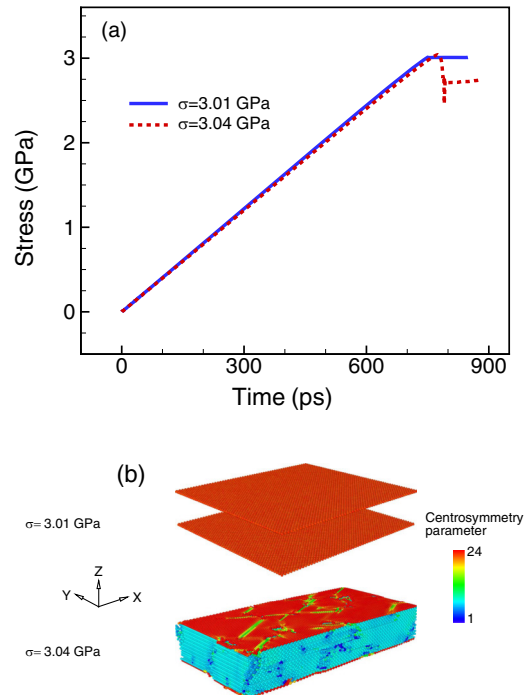 (a)
Stress (GPa)
3
2
1
0
σ=3.01 GPa
σ=3.04 GPa
0
300
600
900
Time (ps)
(b)
σ= 3.01 GPa
Centrosymmetry
parameter
24
1
Z
Y
X
σ= 3.04 GPa